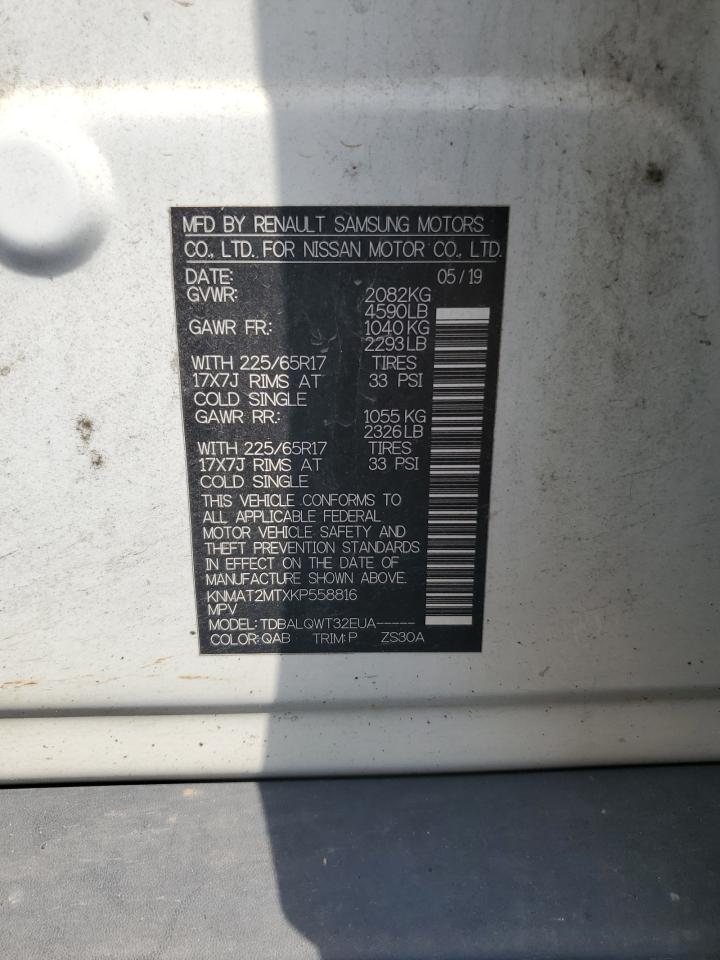 MFD BY RENAULT SAMSUNG MOTORS
CO., LTD. FOR NISSAN MOTOR CO., LTD.
DATE: 05/19
GVWR: 2082KG
4590LB
GAWR FR.: 1040KG
2293LB
WITH 225/65R17 TIRES
17X7J RIMS AT 33 PSI
COLD SINGLE
GAWR RR.: 1055 KG
2326LB
WITH 225/65R17 TIRES
17X7J RIMS AT 33 PSI
COLD SINGLE
THIS VEHICLE CONFORMS TO
ALL APPLICABLE FEDERAL
MOTOR VEHICLE SAFETY AND
THEFT PREVENTION STANDARDS
IN EFFECT ON THE DATE OF
MANUFACTURE SHOWN ABOVE.
KNMAT2MTXKP558816
MPV
MODEL:TDBALQWT32EUA-----
COLOR:QAB TRIM:P ZS30A